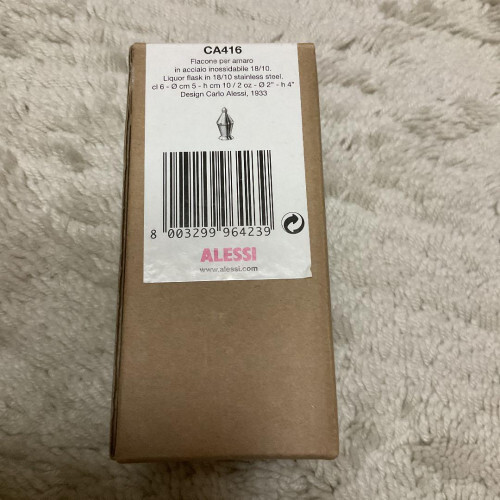 CA416
Flacone per amaro
in acciaio inossidabile 18/10.
Liquor flask in 18/10 stainless steel.
cl 6 - Ø cm 5 - h cm 10 / 2 oz - Ø 2" - h 4"
Design Carlo Alessi, 1933
8 003299 964239
ALESSI
www.alessi.com